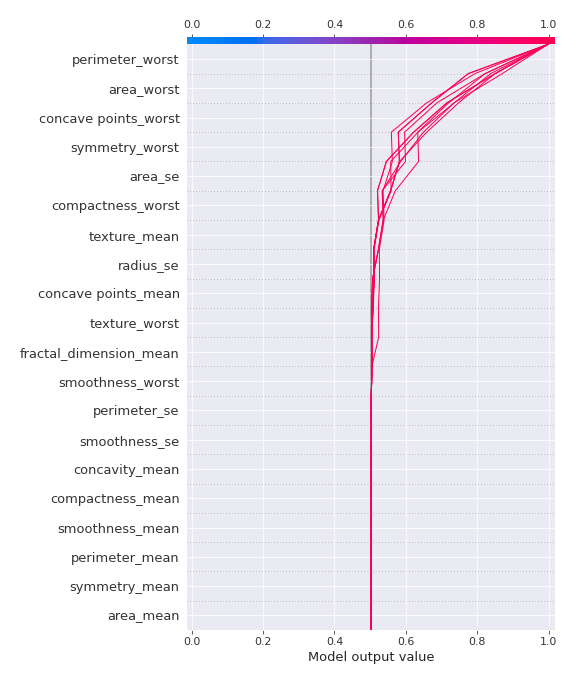 0.0 0.2 0.4 0.6 0.8 1.0
perimeter_worst
area_worst
concave points_worst
symmetry_worst
area_se
compactness_worst
texture_mean
radius_se
concave points_mean
texture_worst
fractal_dimension_mean
smoothness_worst
perimeter_se
smoothness_se
concavity_mean
compactness_mean
smoothness_mean
perimeter_mean
symmetry_mean
area_mean
0.0 0.2 0.4 0.6 0.8 1.0
Model output value